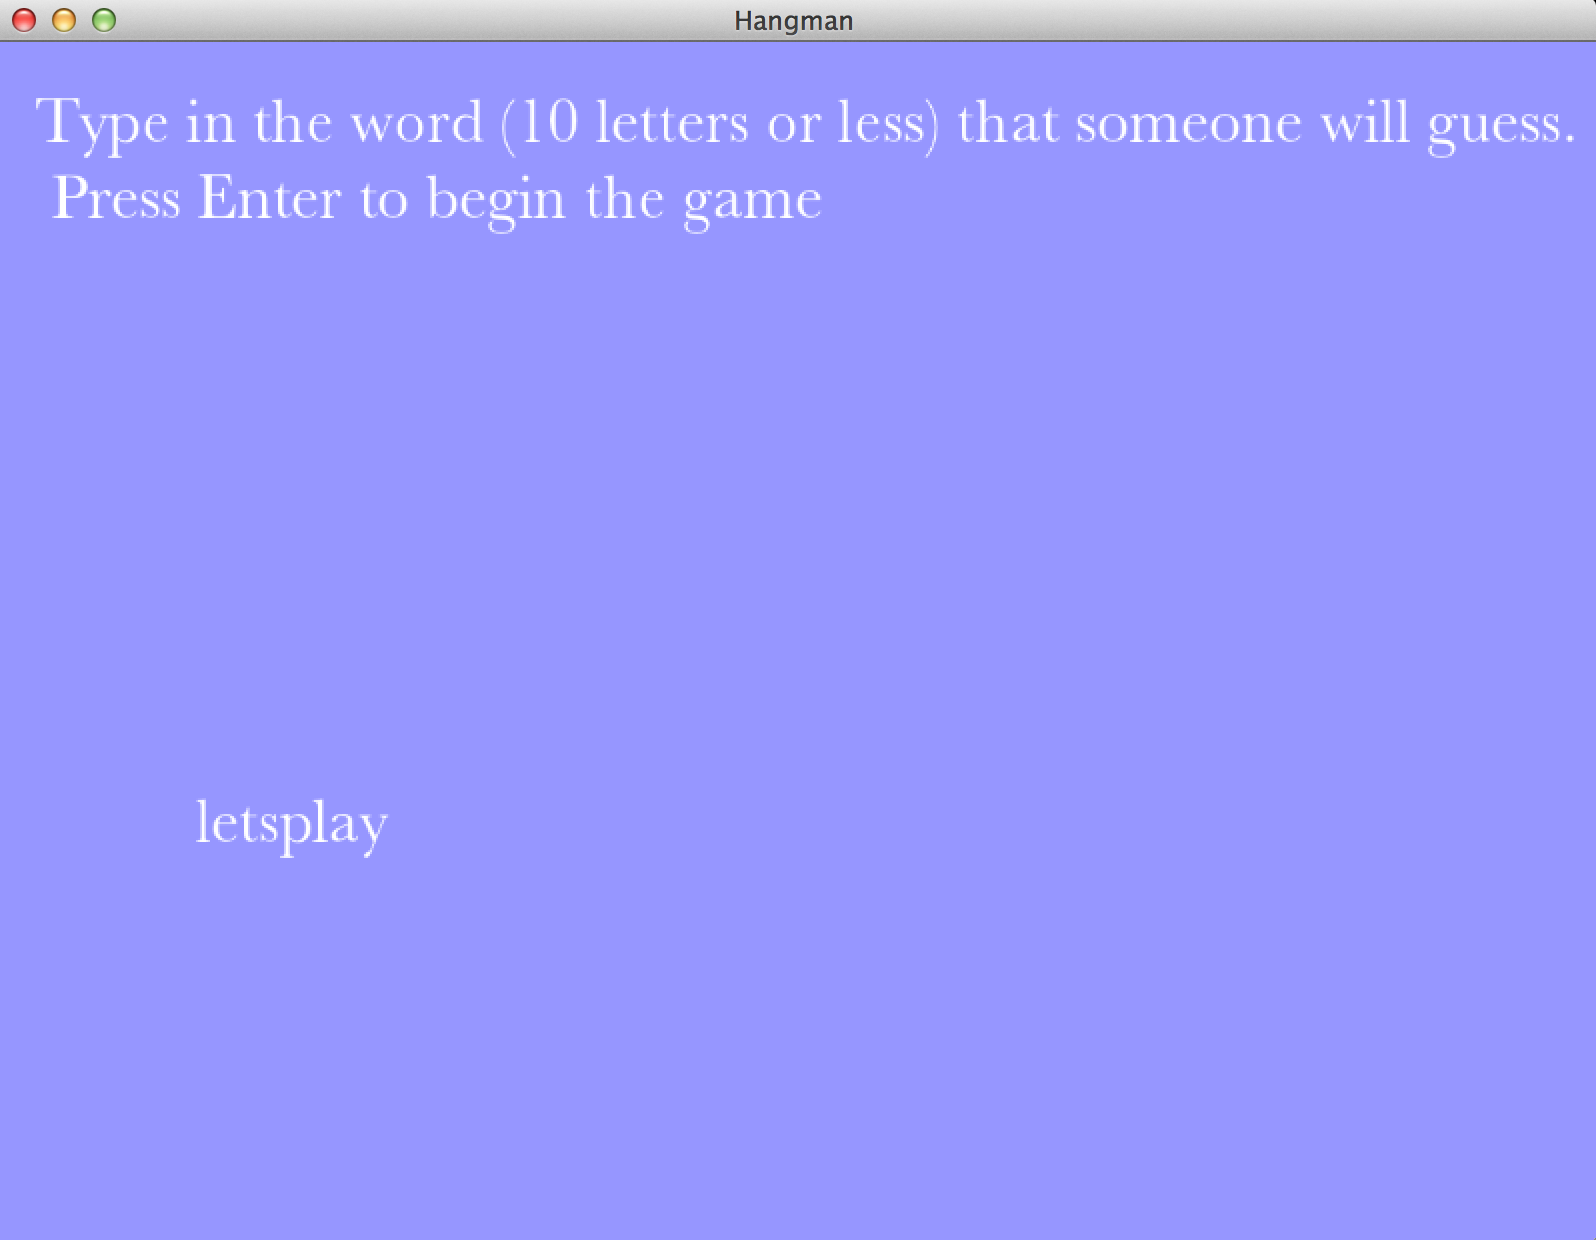 Hangman
Type in the word (10 letters or less) that someone will guess.
Press Enter to begin the game
letsplay